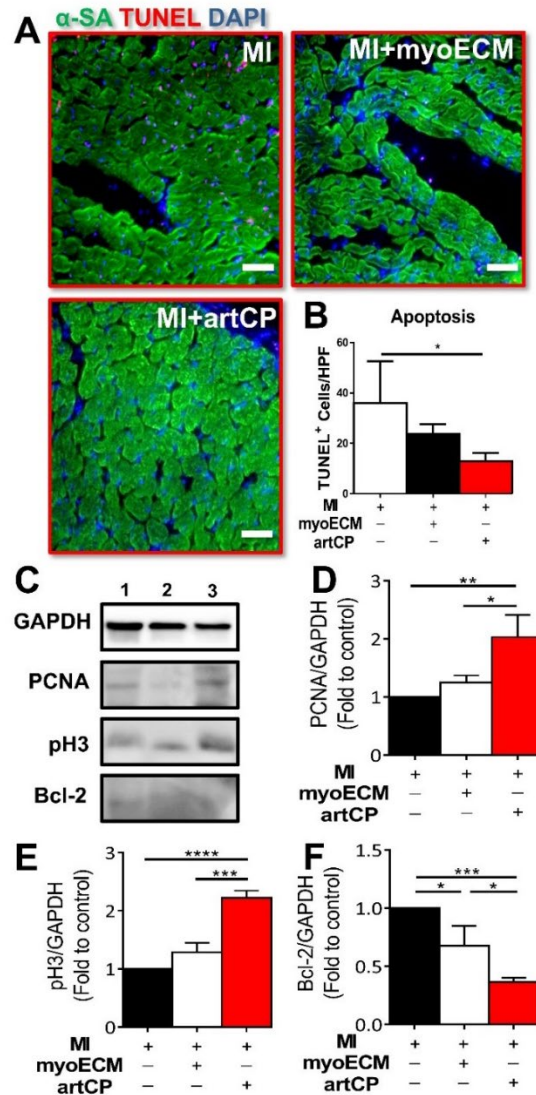 A
α-SA TUNEL DAPI
MI
MI+myoECM
MI+artCP
B
Apoptosis
TUNEL+ Cells/HPF
60
40
20
0
*
MI + + +
myoECM – + –
artCP – – +
C
1 2 3
GAPDH
PCNA
pH3
Bcl-2
D
PCNA/GAPDH
(Fold to control)
3
2
1
0
**
*
MI + + +
myoECM – + –
artCP – – +
E
pH3/GAPDH
(Fold to control)
3
2
1
0
****
***
MI + + +
myoECM – + –
artCP – – +
F
Bcl-2/GAPDH
(Fold to control)
1.5
1.0
0.5
0.0
***
* *
MI + + +
myoECM – + –
artCP – – +